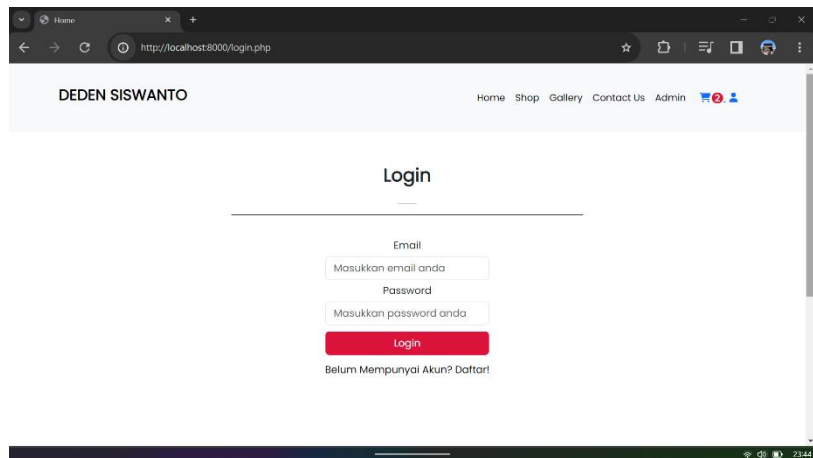 Home
http://localhost:8000/login.php
DEDEN SISWANTO
Home Shop Gallery Contact Us Admin 2
Login
Email
Masukkan email anda
Password
Masukkan password anda
Login
Belum Mempunyai Akun? Daftar!
23:44